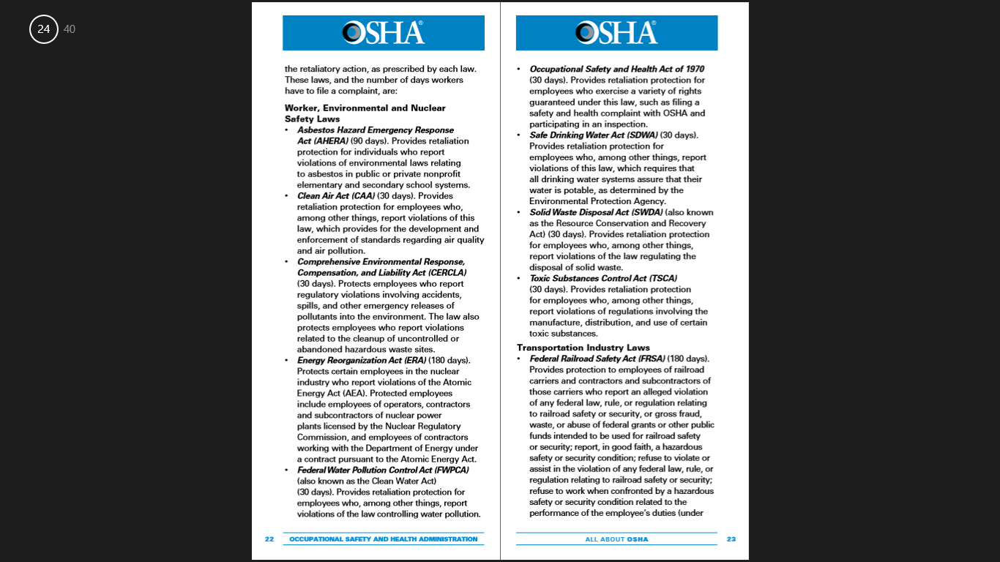 24 40
OSHA®
the retaliatory action, as prescribed by each law.
These laws, and the number of days workers
have to file a complaint, are:
Worker, Environmental and Nuclear
Safety Laws
• Asbestos Hazard Emergency Response
Act (AHERA) (90 days). Provides retaliation
protection for individuals who report
violations of environmental laws relating
to asbestos in public or private nonprofit
elementary and secondary school systems.
• Clean Air Act (CAA) (30 days). Provides
retaliation protection for employees who,
among other things, report violations of this
law, which provides for the development and
enforcement of standards regarding air quality
and air pollution.
• Comprehensive Environmental Response,
Compensation, and Liability Act (CERCLA)
(30 days). Protects employees who report
regulatory violations involving accidents,
spills, and other emergency releases of
pollutants into the environment. The law also
protects employees who report violations
related to the cleanup of uncontrolled or
abandoned hazardous waste sites.
• Energy Reorganization Act (ERA) (180 days).
Protects certain employees in the nuclear
industry who report violations of the Atomic
Energy Act (AEA). Protected employees
include employees of operators, contractors
and subcontractors of nuclear power
plants licensed by the Nuclear Regulatory
Commission, and employees of contractors
working with the Department of Energy under
a contract pursuant to the Atomic Energy Act.
• Federal Water Pollution Control Act (FWPCA)
(also known as the Clean Water Act)
(30 days). Provides retaliation protection for
employees who, among other things, report
violations of the law controlling water pollution.
22 OCCUPATIONAL SAFETY AND HEALTH ADMINISTRATION
OSHA®
• Occupational Safety and Health Act of 1970
(30 days). Provides retaliation protection for
employees who exercise a variety of rights
guaranteed under this law, such as filing a
safety and health complaint with OSHA and
participating in an inspection.
• Safe Drinking Water Act (SDWA) (30 days).
Provides retaliation protection for
employees who, among other things, report
violations of this law, which requires that
all drinking water systems assure that their
water is potable, as determined by the
Environmental Protection Agency.
• Solid Waste Disposal Act (SWDA) (also known
as the Resource Conservation and Recovery
Act) (30 days). Provides retaliation protection
for employees who, among other things,
report violations of the law regulating the
disposal of solid waste.
• Toxic Substances Control Act (TSCA)
(30 days). Provides retaliation protection
for employees who, among other things,
report violations of regulations involving the
manufacture, distribution, and use of certain
toxic substances.
Transportation Industry Laws
• Federal Railroad Safety Act (FRSA) (180 days).
Provides protection to employees of railroad
carriers and contractors and subcontractors of
those carriers who report an alleged violation
of any federal law, rule, or regulation relating
to railroad safety or security, or gross fraud,
waste, or abuse of federal grants or other public
funds intended to be used for railroad safety
or security; report, in good faith, a hazardous
safety or security condition; refuse to violate or
assist in the violation of any federal law, rule, or
regulation relating to railroad safety or security;
refuse to work when confronted by a hazardous
safety or security condition related to the
performance of the employee's duties (under
ALL ABOUT OSHA 23